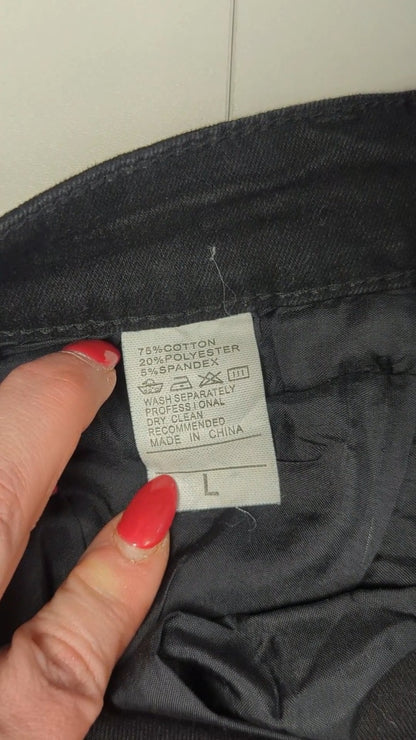 75%COTTON
20%POLYESTER
5%SPANDEX
WASH SEPARATELY
PROFESSIONAL
DRY CLEAN
RECOMMENDED
MADE IN CHINA
L